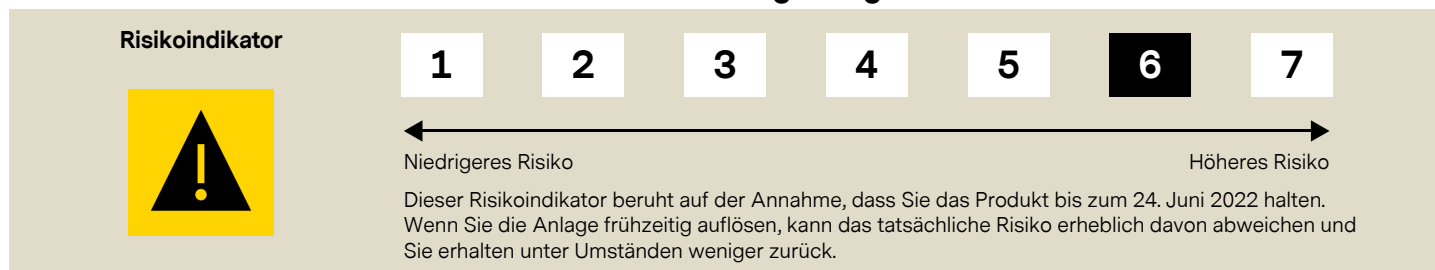 Risikoindikator
1 2 3 4 5 6 7
Niedrigeres Risiko Höheres Risiko
Dieser Risikoindikator beruht auf der Annahme, dass Sie das Produkt bis zum 24. Juni 2022 halten.
Wenn Sie die Anlage frühzeitig auflösen, kann das tatsächliche Risiko erheblich davon abweichen und
Sie erhalten unter Umständen weniger zurück.